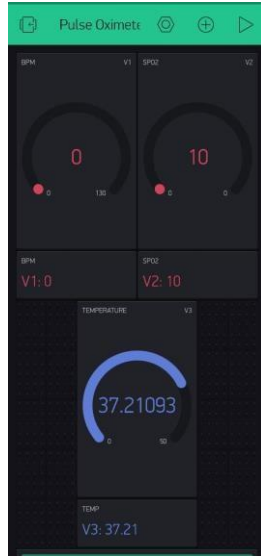 Pulse Oximete
BPM V1 SPO2 V2
0 10
0 130 0 0
BPM SPO2
V1: 0 V2: 10
TEMPERATURE V3
37.21093
0 50
TEMP
V3: 37.21